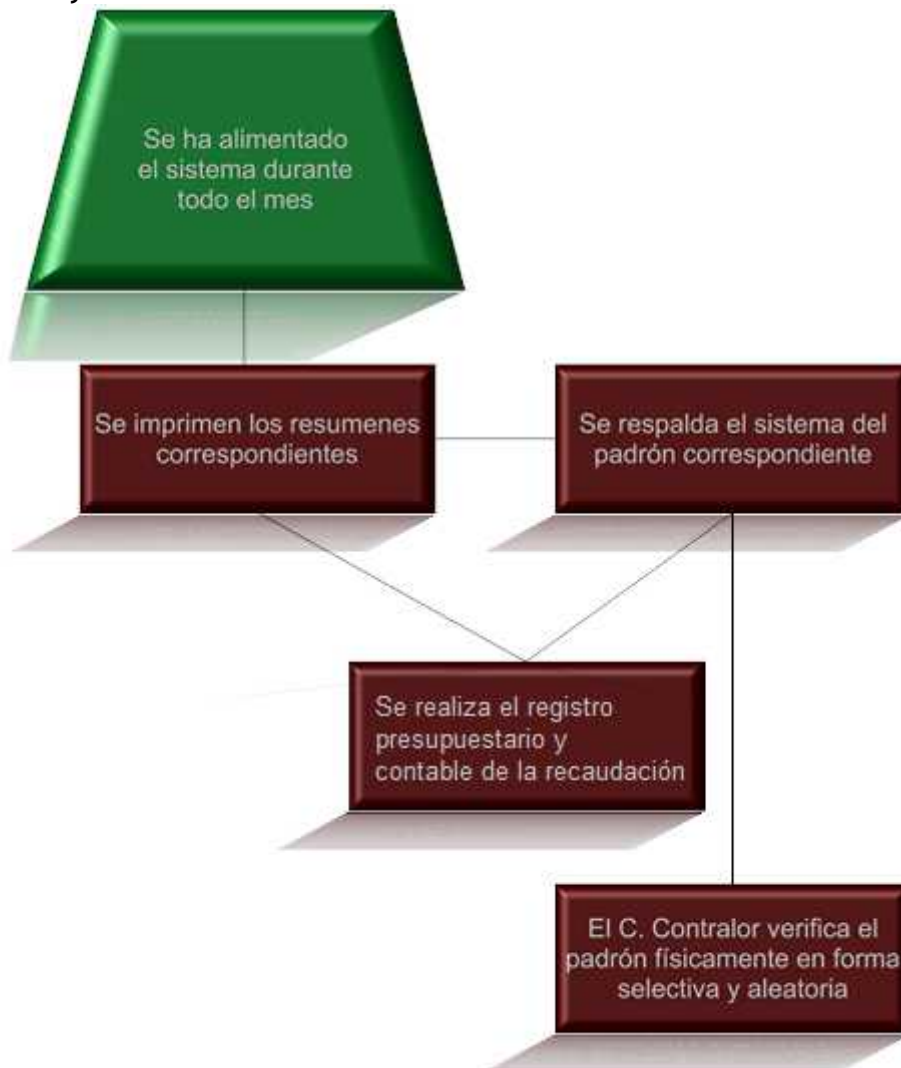 Se ha alimentado
el sistema durante
todo el mes
Se imprimen los resumenes
correspondientes
Se respalda el sistema del
padrón correspondiente
Se realiza el registro
presupuestario y
contable de la recaudación
El C. Contralor verifica el
padrón físicamente en forma
selectiva y aleatoria